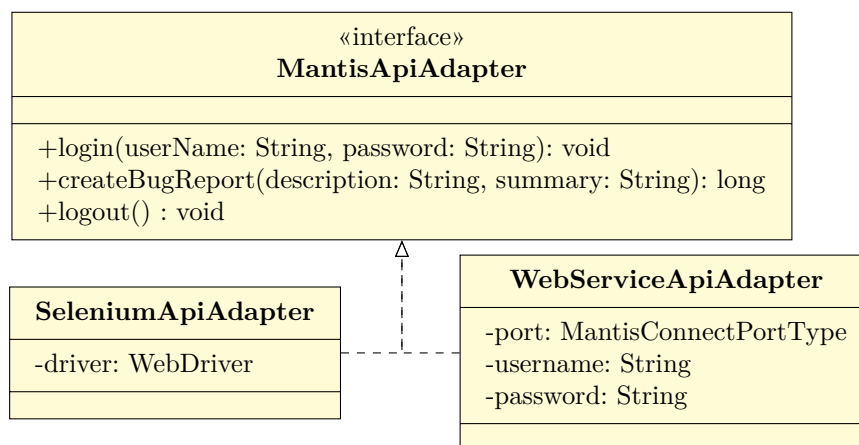 «interface»
MantisApiAdapter
+login(userName: String, password: String): void
+createBugReport(description: String, summary: String): long
+logout() : void
SeleniumApiAdapter
-driver: WebDriver
WebServiceApiAdapter
-port: MantisConnectPortType
-username: String
-password: String